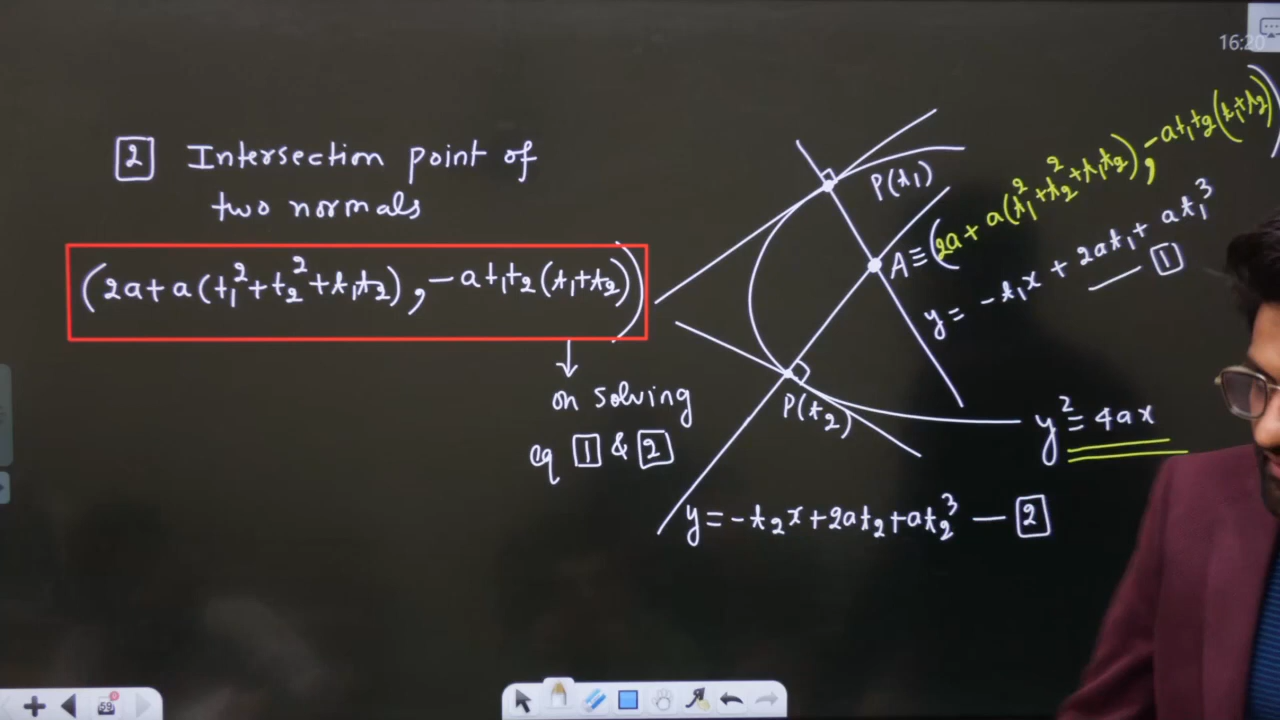 16:20
2 Intersection point of
two normals
(2a+a(t₁²+t₂²+t₁t₂), -at₁t₂(t₁+t₂))
↓
on solving
eq 1 & 2
P(t₁)
A≡(2a+a(t₁²+t₂²+t₁t₂), -at₁t₂(t₁+t₂))
y = -t₁x + 2at₁ + at₁³
— 1
P(t₂)
y² = 4ax
y = -t₂x + 2at₂ + at₂³ — 2
59